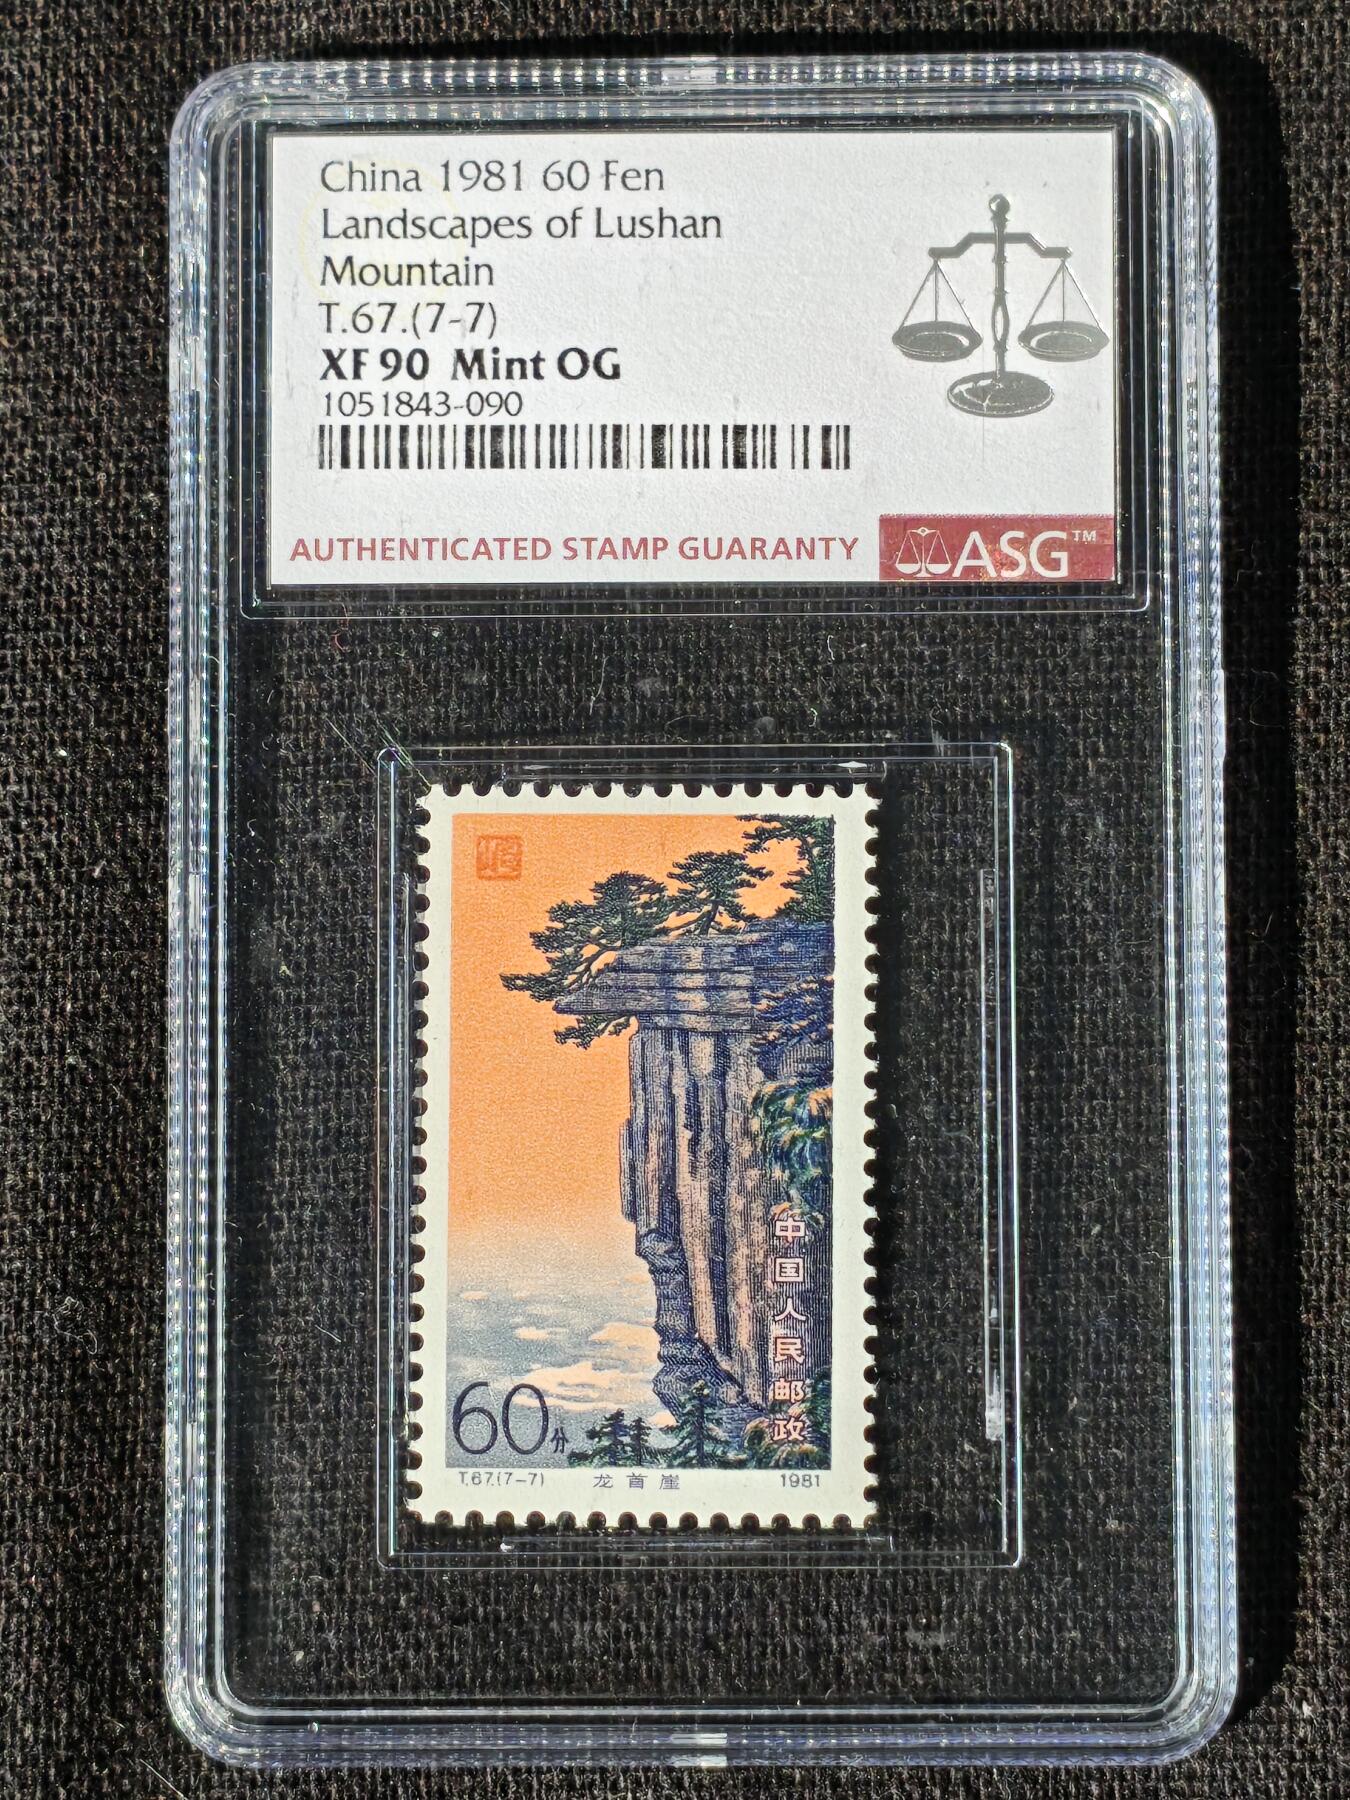 China 1981 60 Fen
Landscapes of Lushan
Mountain
T.67.(7-7)
XF 90 Mint OG
1051843-090
AUTHENTICATED STAMP GUARANTY
ASG™
中国人民邮政
60分
T.67.(7-7) 龙首崖 1981